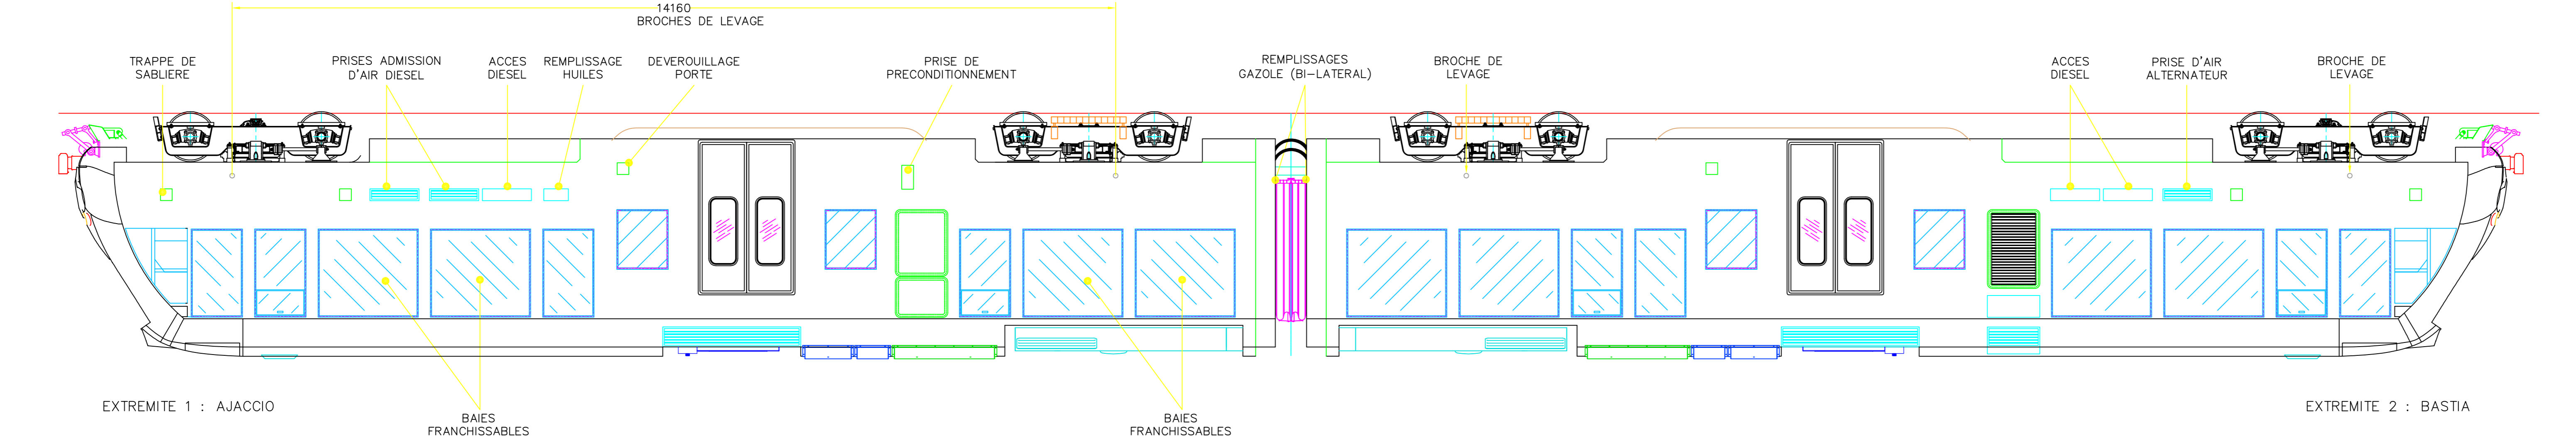 14160
BROCHES DE LEVAGE
TRAPPE DE
SABLIERE
PRISES ADMISSION
D'AIR DIESEL
ACCES
DIESEL
REMPLISSAGE
HUILES
DEVEROUILLAGE
PORTE
PRISE DE
PRECONDITIONNEMENT
REMPLISSAGES
GAZOLE (BI-LATERAL)
BROCHE DE
LEVAGE
ACCES
DIESEL
PRISE D'AIR
ALTERNATEUR
BROCHE DE
LEVAGE
EXTREMITE 1 : AJACCIO
BAIES
FRANCHISSABLES
BAIES
FRANCHISSABLES
EXTREMITE 2 : BASTIA